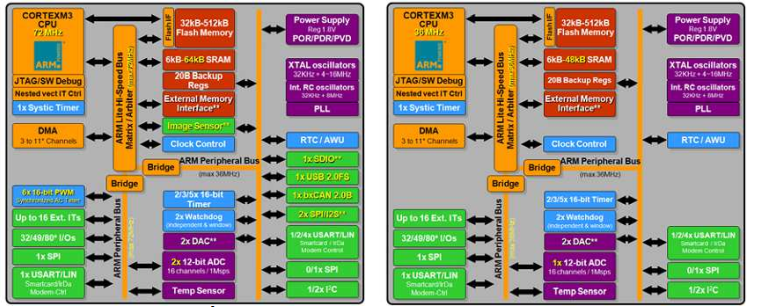 CORTEXM3
CPU
72 MHz
ARM
JTAG/SW Debug
Nested vect IT Ctrl
1x Systic Timer
DMA
3 to 11* Channels
ARM Lite Hi-Speed Bus
Matrix / Arbiter (max 72MHz)
Flash I/F
32kB-512kB
Flash Memory
6kB-64kB SRAM
20B Backup
Regs
External Memory
Interface**
Image Sensor**
Clock Control
Power Supply
Reg 1.8V
POR/PDR/PVD
XTAL oscillators
32KHz + 4~16MHz
Int. RC oscillators
32KHz + 8MHz
PLL
RTC / AWU
Bridge
ARM Peripheral Bus
(max 36MHz)
Bridge
ARM Peripheral Bus
(max 72MHz)
6x 16-bit PWM
Synchronized AC Timer
Up to 16 Ext. ITs
32/49/80* I/Os
1x SPI
1x USART/LIN
Smartcard/IrDa
Modem-Ctrl
2/3/5x 16-bit
Timer
2x Watchdog
(independent & window)
2x DAC**
2x 12-bit ADC
16 channels / 1Msps
Temp Sensor
1x SDIO**
1x USB 2.0FS
1x bxCAN 2.0B
2x SPI/I2S**
1/2/4x USART/LIN
Smartcard / IrDa
Modem Control
0/1x SPI
1/2x I²C
CORTEXM3
CPU
36 MHz
ARM
JTAG/SW Debug
Nested vect IT Ctrl
1x Systic Timer
DMA
3 to 11* Channels
ARM Lite Hi-Speed Bus
Matrix / Arbiter
Flash I/F
32kB-512kB
Flash Memory
6kB-48kB SRAM
20B Backup Regs
External Memory
Interface**
Clock Control
Power Supply
Reg 1.8V
POR/PDR/PVD
XTAL oscillators
32KHz + 4~16MHz
Int. RC oscillators
32KHz + 8MHz
PLL
RTC / AWU
Bridge
ARM Peripheral Bus
(max 36MHz)
Bridge
ARM Peripheral Bus
Up to 16 Ext. ITs
32/49/80* I/Os
1x SPI
1x USART/LIN
Smartcard/IrDa
Modem-Ctrl
2/3/5x 16-bit
Timer
2x Watchdog
(independent & window)
2x DAC**
1x 12-bit ADC
16 channels / 1Msps
Temp Sensor
1/2/4x USART/LIN
Smartcard / IrDa
Modem Control
0/1x SPI
1/2x I²C